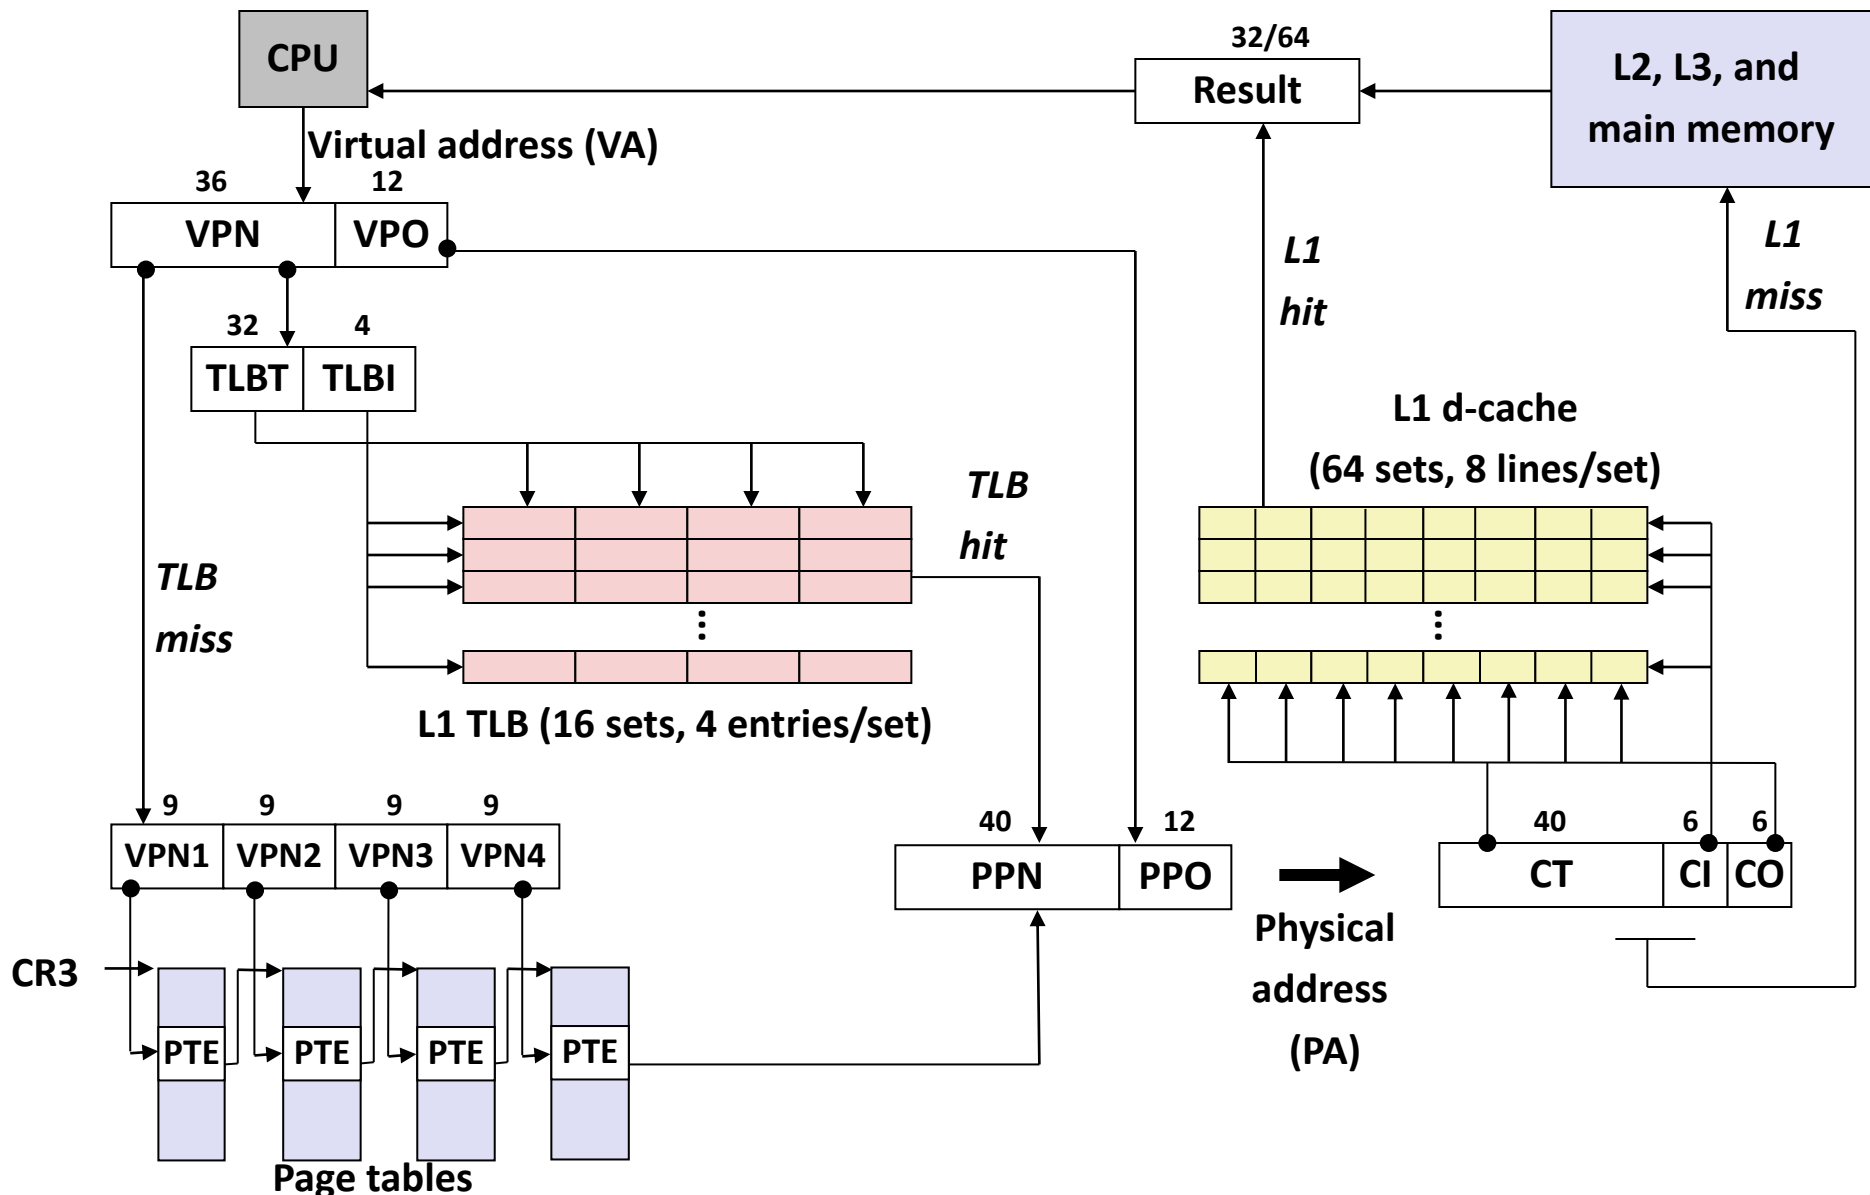 CPU
32/64
Result
L2, L3, and
main memory
Virtual address (VA)
36
12
VPN
VPO
L1
hit
L1
miss
32
4
TLBT
TLBI
L1 d-cache
(64 sets, 8 lines/set)
TLB
hit
TLB
miss
...
...
L1 TLB (16 sets, 4 entries/set)
9
9
9
9
VPN1
VPN2
VPN3
VPN4
40
12
PPN
PPO
40
6
6
CT
CI
CO
Physical
address
(PA)
CR3
PTE
PTE
PTE
PTE
Page tables